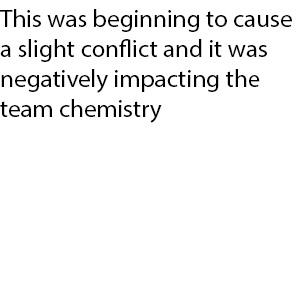 This was beginning to cause
a slight conflict and it was
negatively impacting the
team chemistry